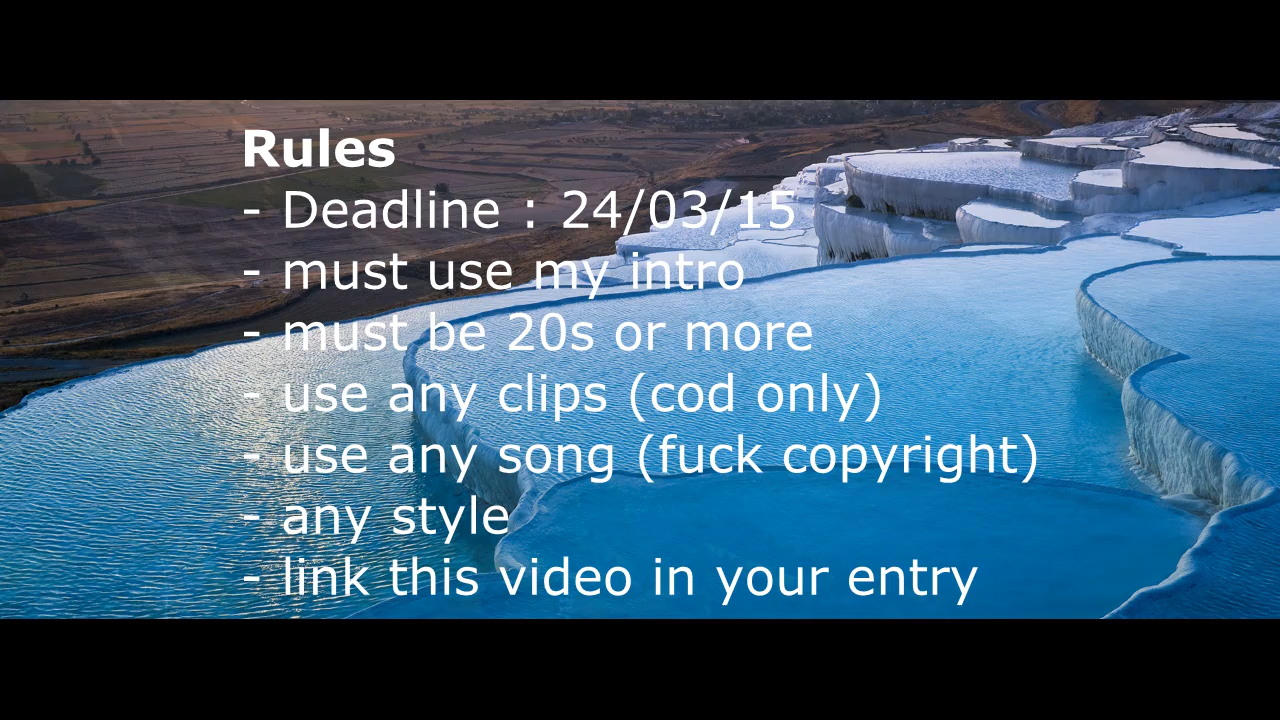 Rules
- Deadline : 24/03/15
- must use my intro
- must be 20s or more
- use any clips (cod only)
- use any song (fuck copyright)
- any style
- link this video in your entry